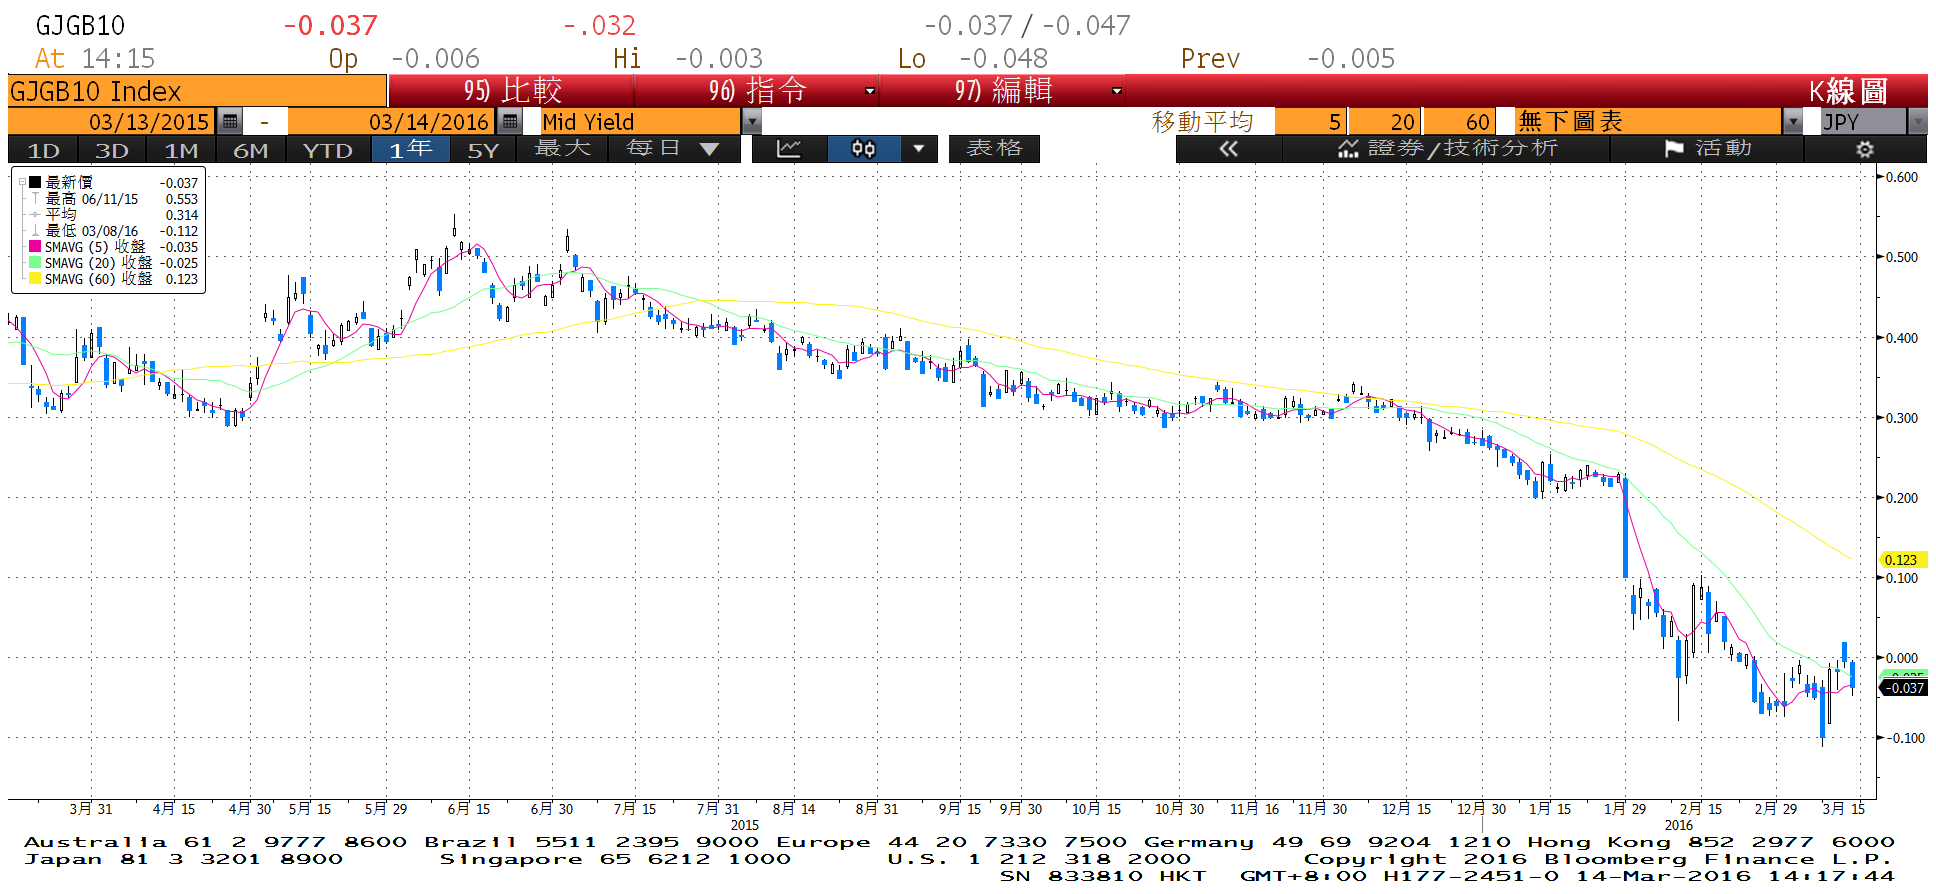 GJGB10 -0.037 -.032 -0.037 / -0.047
At 14:15 Op -0.006 Hi -0.003 Lo -0.048 Prev -0.005
GJGB10 Index 95) 比較 96) 指令 97) 編輯 K線圖
03/13/2015 - 03/14/2016 Mid Yield 移動平均 5 20 60 無下圖表 JPY
1D 3D 1M 6M YTD 1年 5Y 最大 每日 表格 證券/技術分析 活動
最新價 -0.037
最高 06/11/15 0.553
平均 0.314
最低 03/08/16 -0.112
SMAVG (5) 收盤 -0.035
SMAVG (20) 收盤 -0.025
SMAVG (60) 收盤 0.123
0.600
0.500
0.400
0.300
0.200
0.123
0.100
0.000
-0.037
-0.100
3月 31 4月 15 4月 30 5月 15 5月 29 6月 15 6月 30 7月 15 7月 31 8月 14 8月 31 9月 15 9月 30 10月 15 10月 30 11月 16 11月 30 12月 15 12月 30 1月 15 1月 29 2月 15 2月 29 3月 15
2015 2016
Australia 61 2 9777 8600 Brazil 5511 2395 9000 Europe 44 20 7330 7500 Germany 49 69 9204 1210 Hong Kong 852 2977 6000
Japan 81 3 3201 8900 Singapore 65 6212 1000 U.S. 1 212 318 2000 Copyright 2016 Bloomberg Finance L.P.
SN 833810 HKT GMT+8:00 H177-2451-0 14-Mar-2016 14:17:44